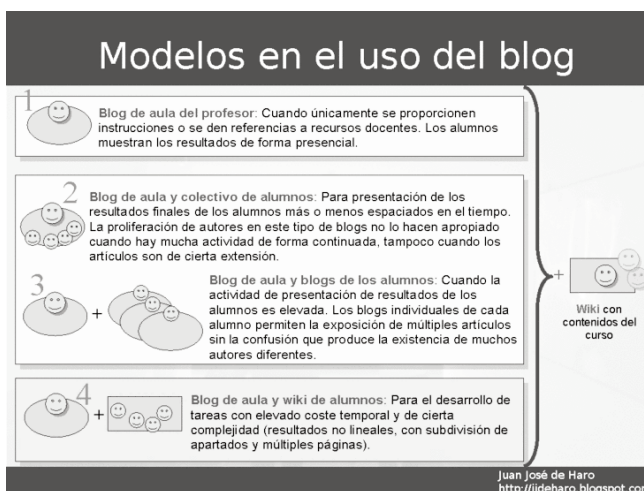 Modelos en el uso del blog
1
Blog de aula del profesor: Cuando únicamente se proporcionen
instrucciones o se den referencias a recursos docentes. Los alumnos
muestran los resultados de forma presencial.
2
Blog de aula y colectivo de alumnos: Para presentación de los
resultados finales de los alumnos más o menos espaciados en el tiempo.
La proliferación de autores en este tipo de blogs no lo hacen apropiado
cuando hay mucha actividad de forma continuada, tampoco cuando los
artículos son de cierta extensión.
3
+
Blog de aula y blogs de los alumnos: Cuando la
actividad de presentación de resultados de los
alumnos es elevada. Los blogs individuales de cada
alumno permiten la exposición de múltiples artículos
sin la confusión que produce la existencia de muchos
autores diferentes.
4
+
Blog de aula y wiki de alumnos: Para el desarrollo de
tareas con elevado coste temporal y de cierta
complejidad (resultados no lineales, con subdivisión de
apartados y múltiples páginas).
+
Wiki con
contenidos del
curso
Juan José de Haro
http://jjdeharo.blogspot.com